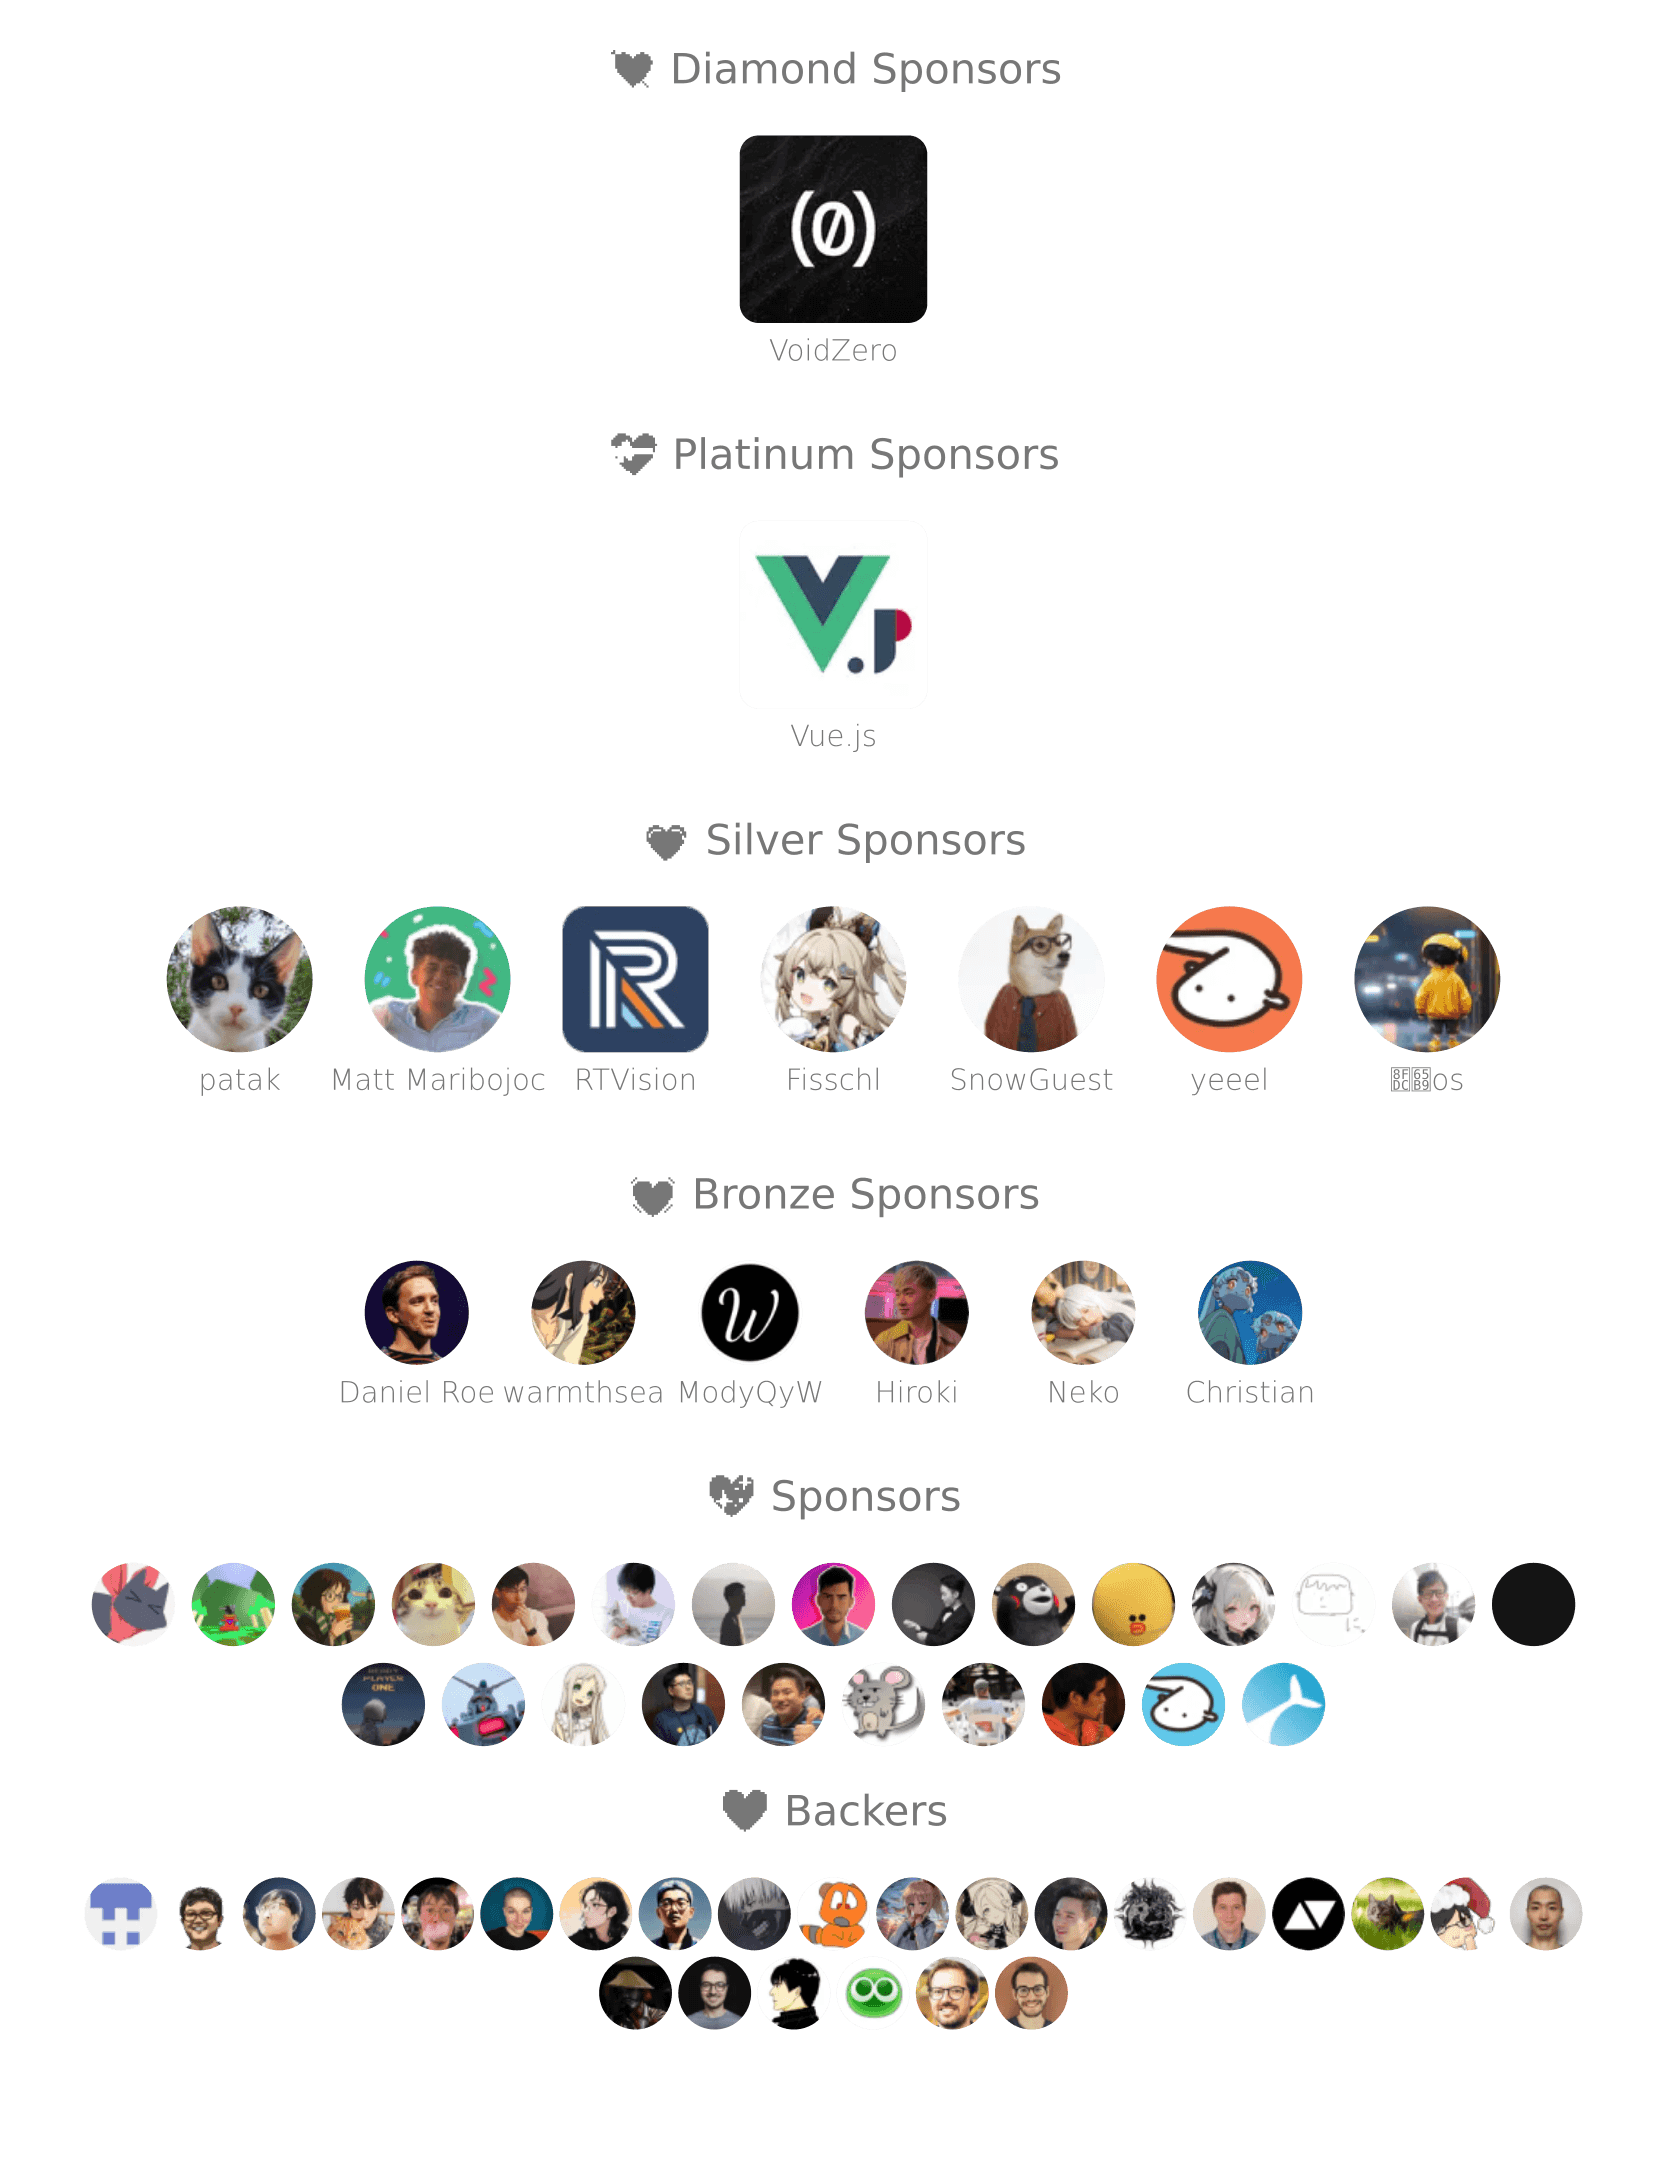 Diamond Sponsors
VoidZero
Platinum Sponsors
Vue.js
Silver Sponsors
patak
Matt Maribojoc
RTVision
Fisschl
SnowGuest
yeeel
os
Bronze Sponsors
Daniel Roe
warmthsea
ModyQyW
Hiroki
Neko
Christian
Sponsors
PLAYER
ONE
Backers